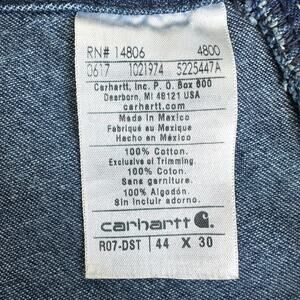 RN# 14806 4800
0617 1021974 5225447A
Carhartt, Inc. P.O. Box 600
Dearborn, MI 48121 USA
carhartt.com
Made in Mexico
Fabriqué au Mexique
Hecho en México
100% Cotton.
Exclusive of Trimming.
100% Coton.
Sans garniture.
100% Algodón.
Sin incluir adorno.
carhartt
R07-DST 44 X 30